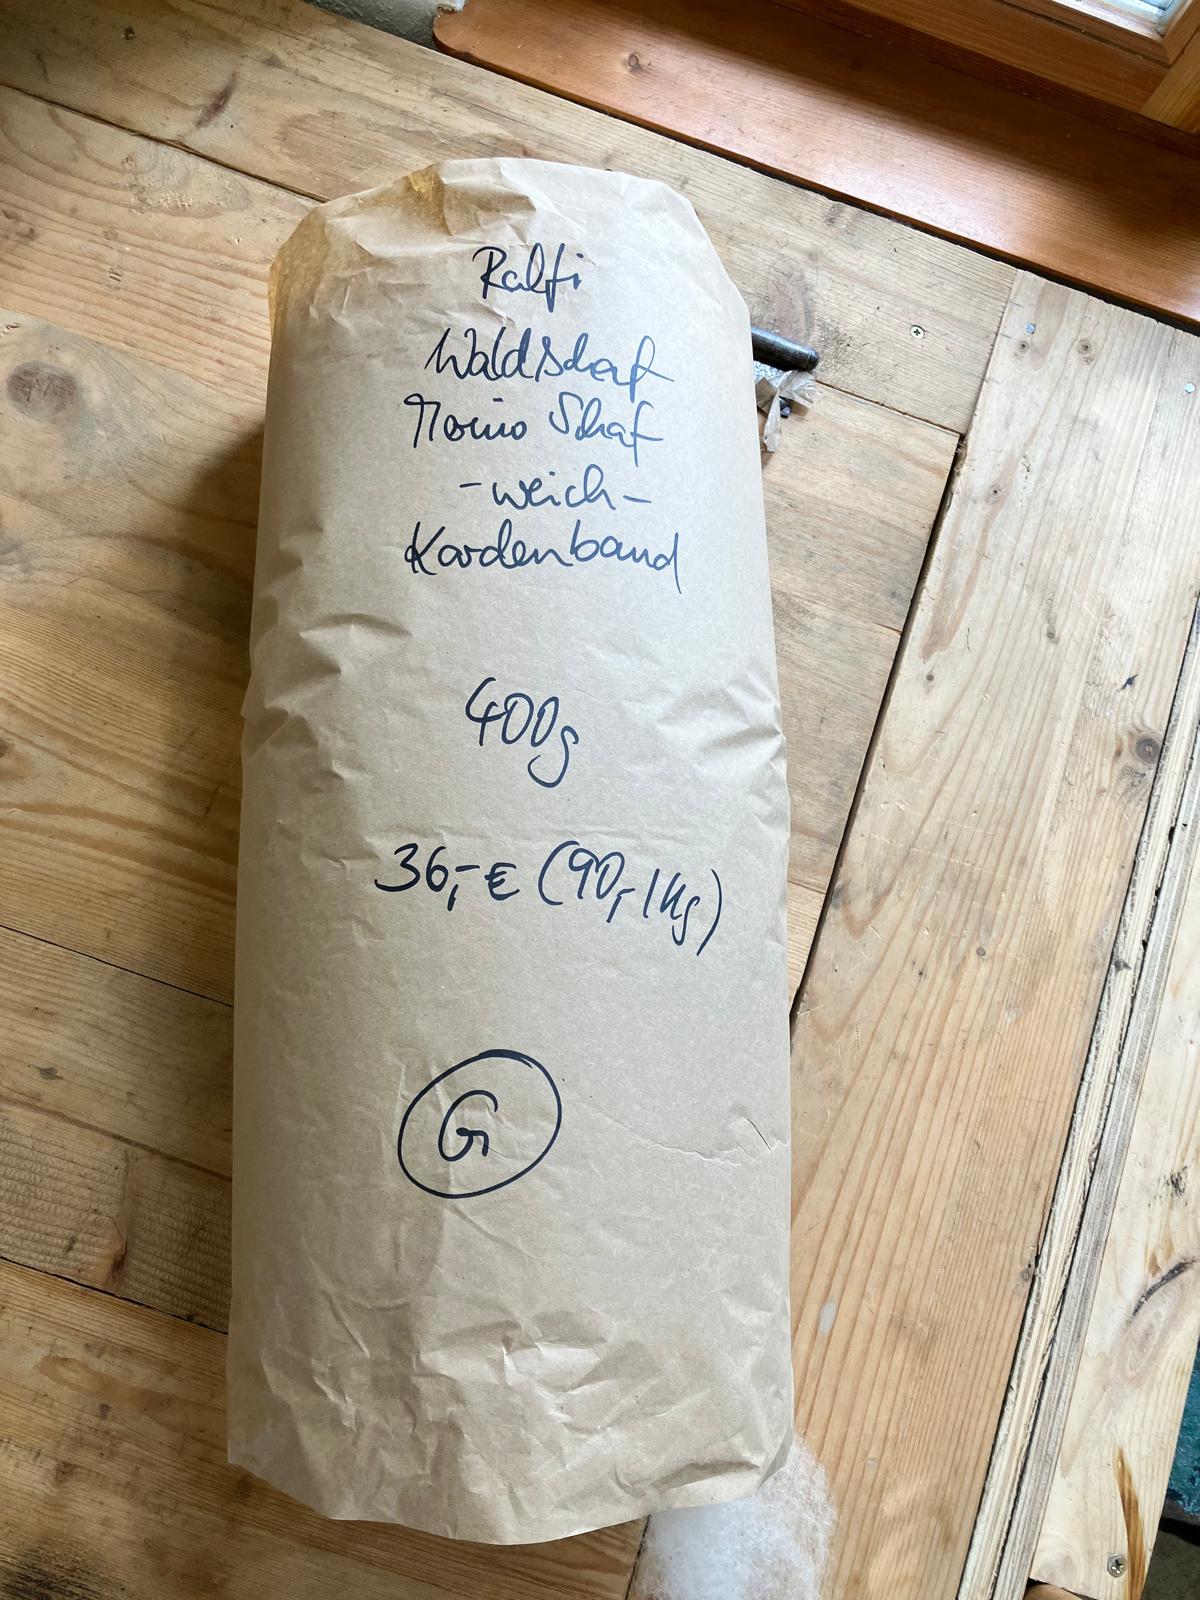 Ralfi
Waldschaf
Merino Schaf
-weich-
Kardenband
400g
36,-€ (90,-/Kg)
G